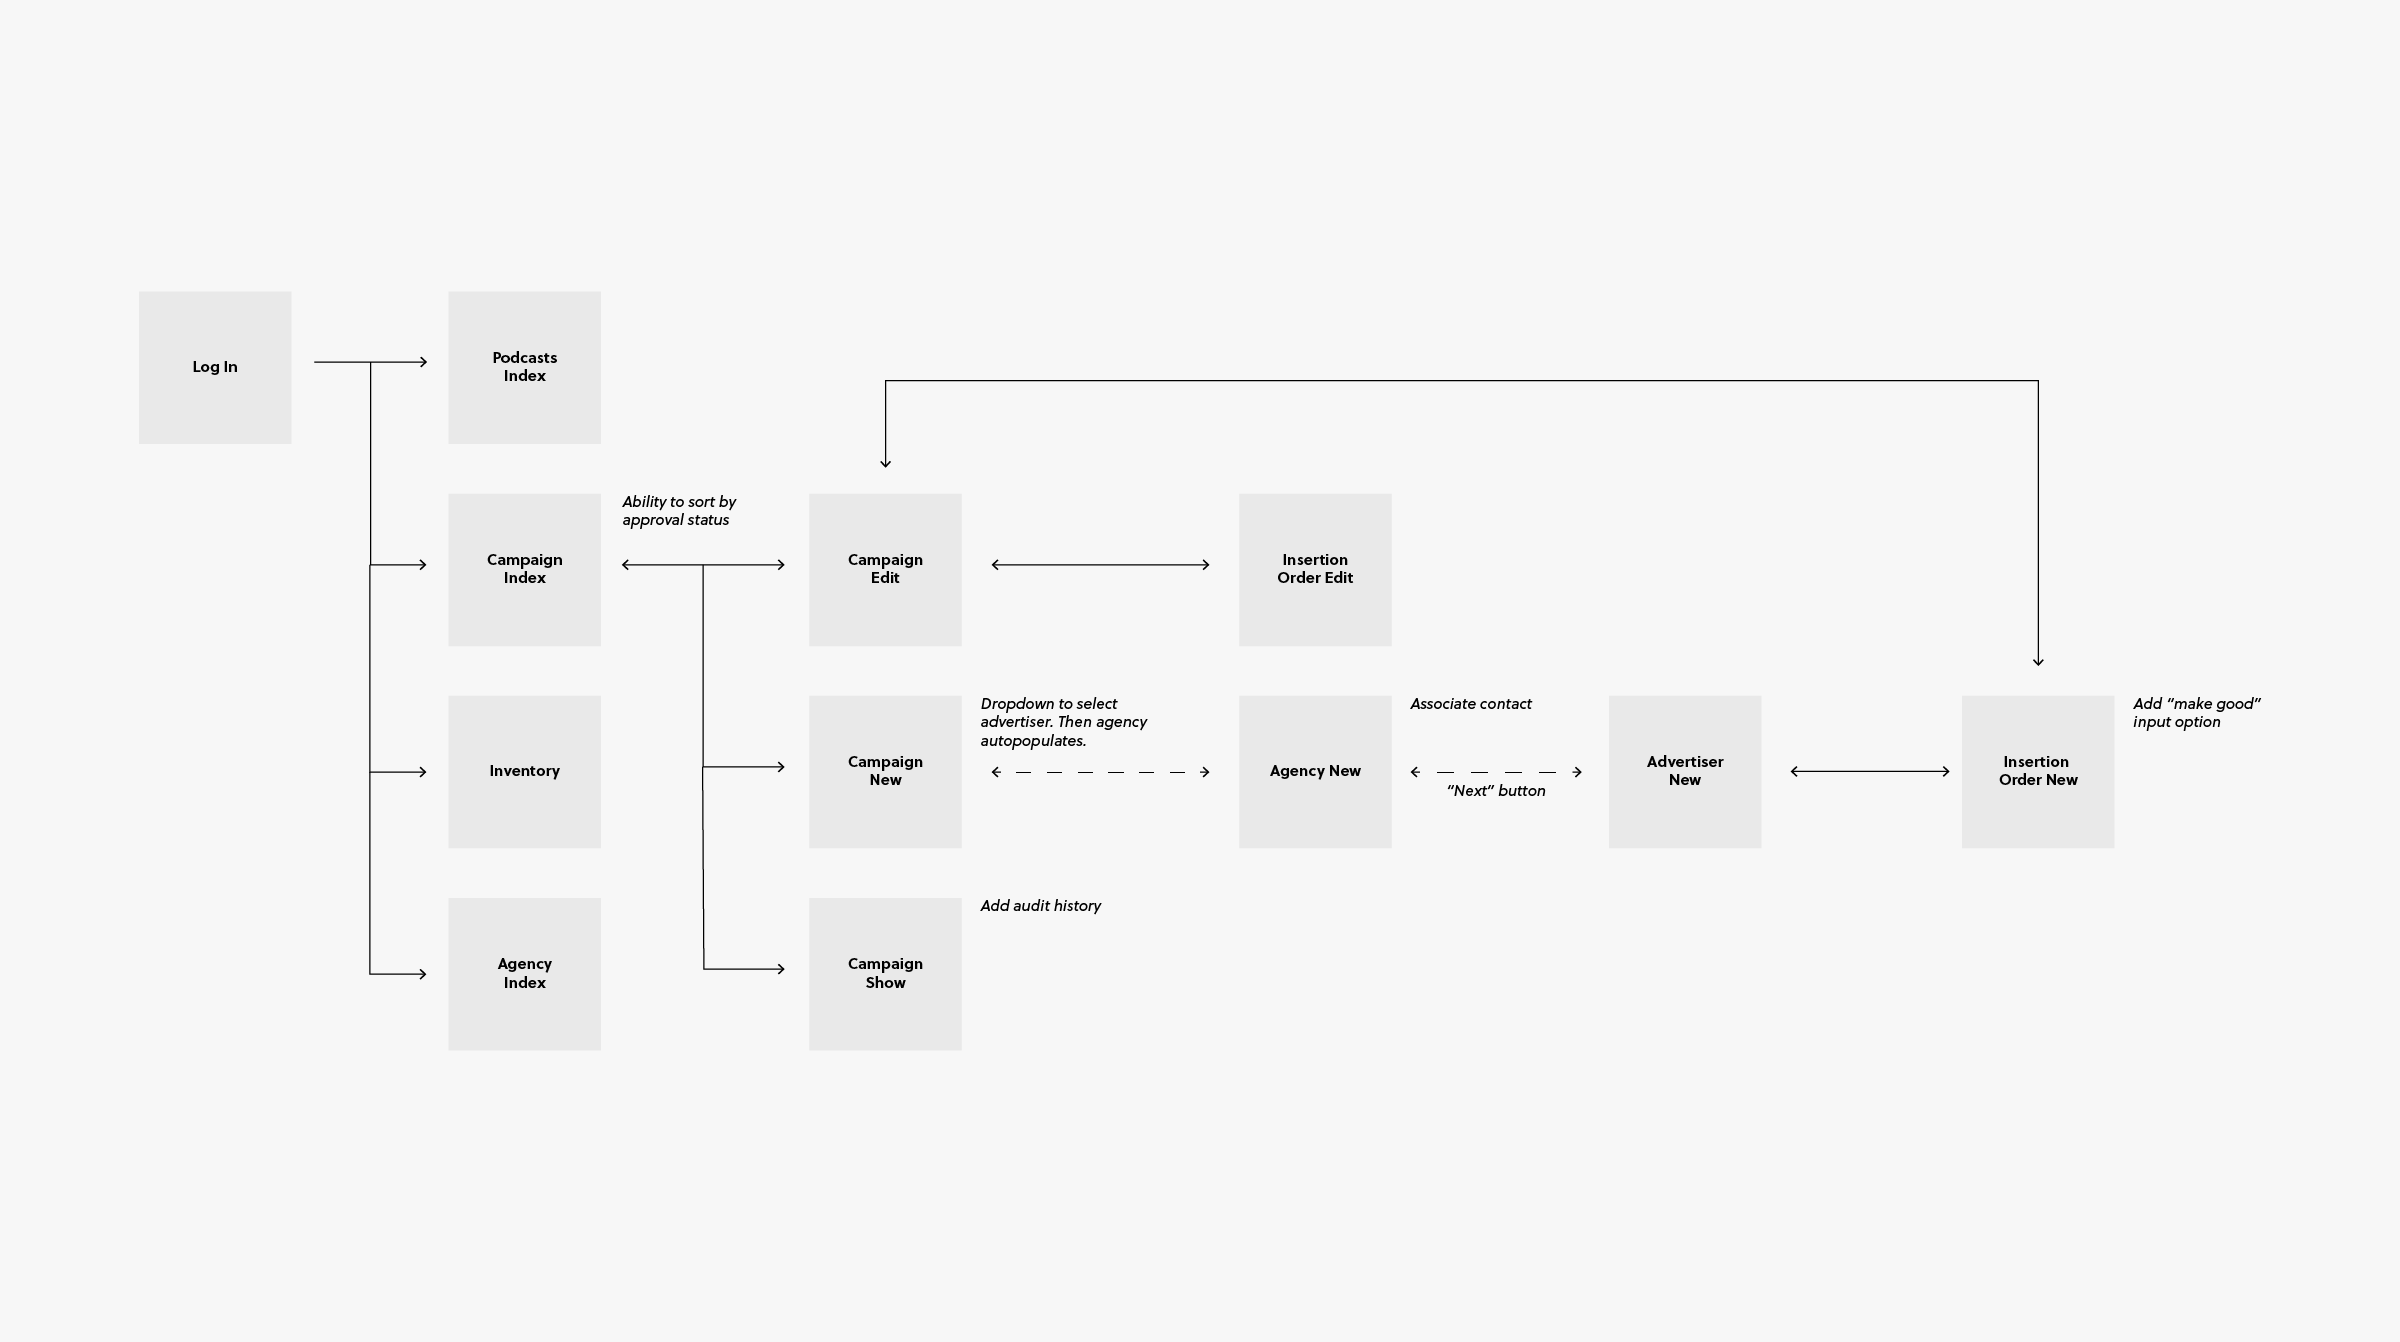 Log In
Podcasts
Index
Ability to sort by
approval status
Campaign
Index
Campaign
Edit
Insertion
Order Edit
Inventory
Campaign
New
Dropdown to select
advertiser. Then agency
autopopulates.
Agency New
Associate contact
“Next” button
Advertiser
New
Insertion
Order New
Add “make good”
input option
Agency
Index
Campaign
Show
Add audit history